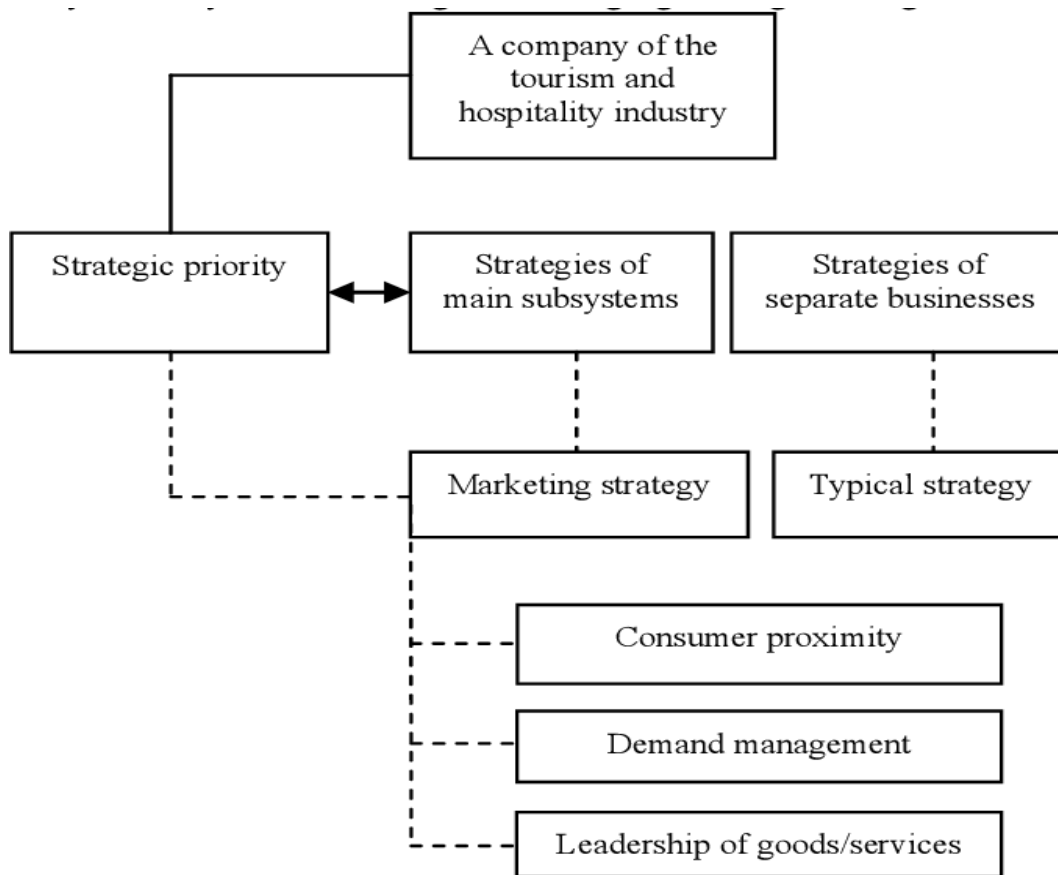 A company of the
tourism and
hospitality industry
Strategic priority
Strategies of
main subsystems
Strategies of
separate businesses
Marketing strategy
Typical strategy
Consumer proximity
Demand management
Leadership of goods/services